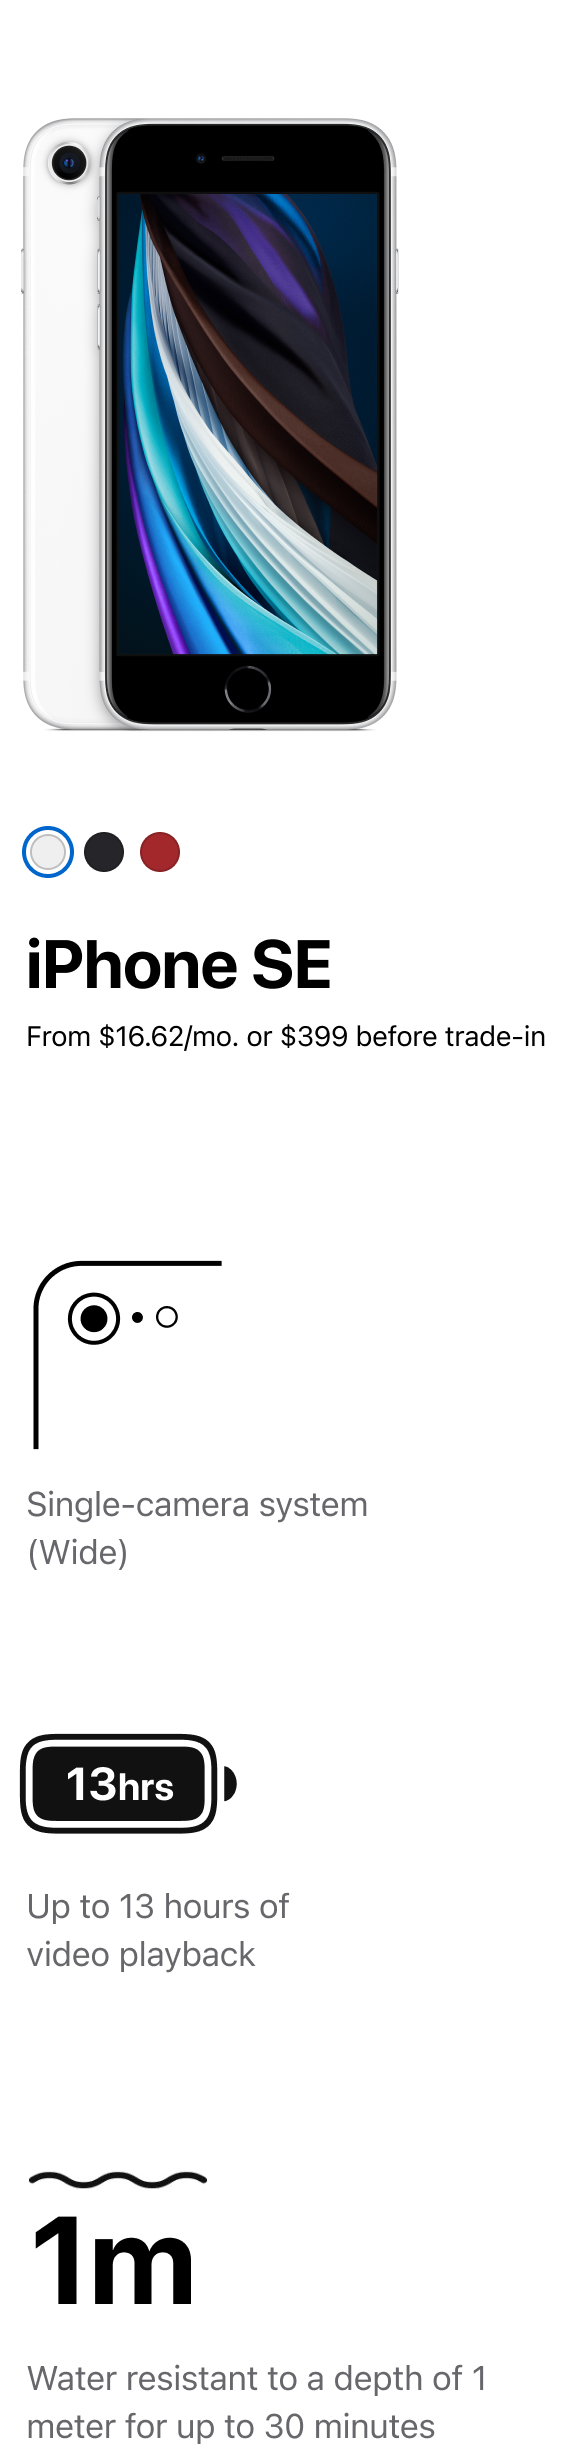 iPhone SE
From $16.62/mo. or $399 before trade-in
Single-camera system
(Wide)
13hrs
Up to 13 hours of
video playback
1m
Water resistant to a depth of 1
meter for up to 30 minutes